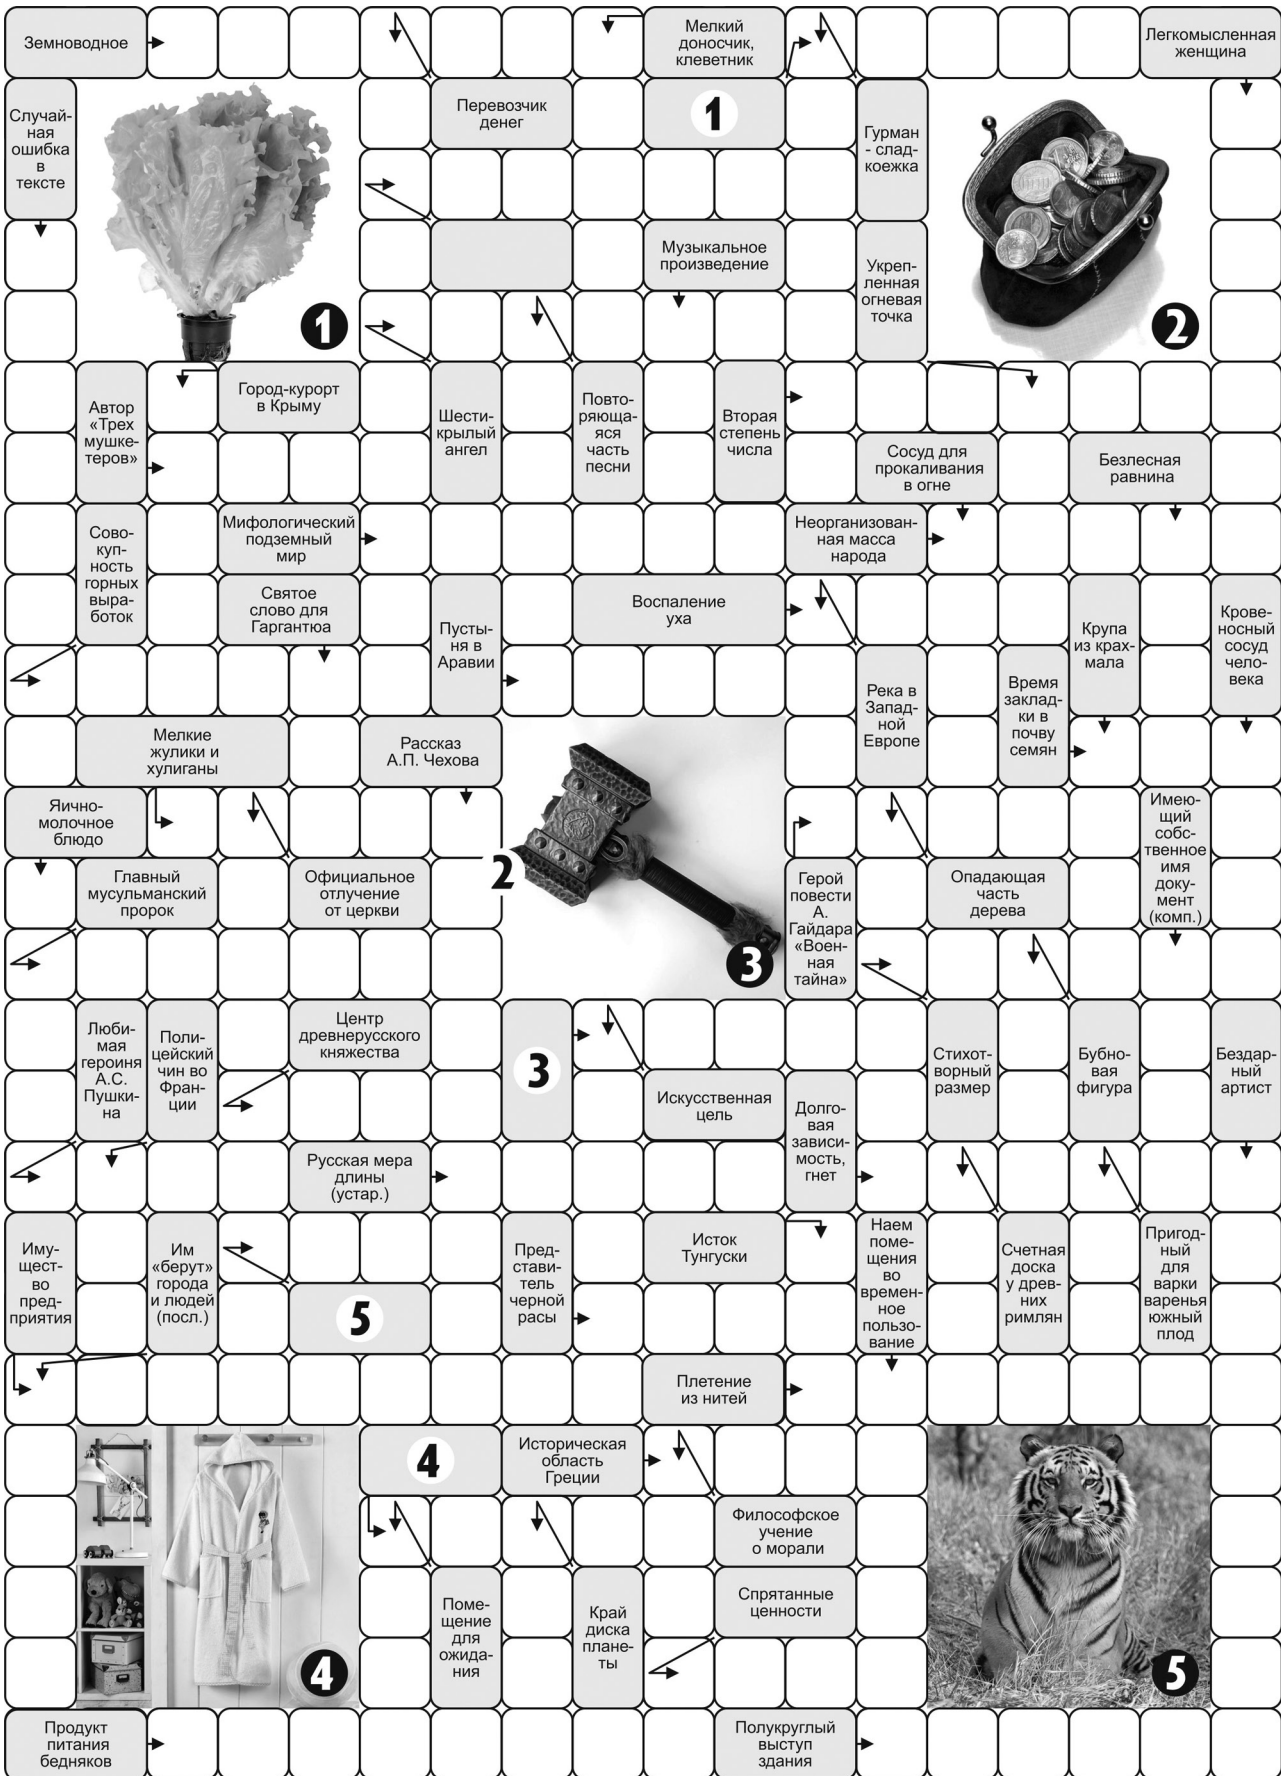 Земноводное
Мелкий
доносчик,
клеветник
Легкомысленная
женщина
Случай-
ная
ошибка
в
тексте
Перевозчик
денег
1
Гурман
- слад-
коежка
Музыкальное
произведение
Укреп-
ленная
огневая
точка
1
2
Автор
«Трех
мушке-
теров»
Город-курорт
в Крыму
Шести-
крылый
ангел
Повто-
ряюща-
яся
часть
песни
Вторая
степень
числа
Сосуд для
прокаливания
в огне
Безлесная
равнина
Сово-
куп-
ность
горных
выра-
боток
Мифологический
подземный
мир
Неорганизован-
ная масса
народа
Святое
слово для
Гаргантюа
Пусты-
ня в
Аравии
Воспаление
уха
Крупа
из крах-
мала
Крове-
носный
сосуд
чело-
века
Река в
Запад-
ной
Европе
Время
заклад-
ки в
почву
семян
Мелкие
жулики и
хулиганы
Рассказ
А.П. Чехова
Яично-
молочное
блюдо
Имею-
щий
собс-
твенное
имя
доку-
мент
(комп.)
Главный
мусульманский
пророк
Официальное
отлучение
от церкви
2
3
Герой
повести
А.
Гайдара
«Воен-
ная
тайна»
Опадающая
часть
дерева
Люби-
мая
героиня
А.С.
Пушки-
на
Поли-
цейский
чин во
Фран-
ции
Центр
древнерусского
княжества
3
Стихот-
ворный
размер
Бубно-
вая
фигура
Бездар-
ный
артист
Искусственная
цель
Долго-
вая
зависи-
мость,
гнет
Русская мера
длины
(устар.)
Иму-
щест-
во
пред-
приятия
Им
«берут»
города
и людей
(посл.)
5
Пред-
стави-
тель
черной
расы
Исток
Тунгуски
Наем
поме-
щения
во
времен-
ное
пользо-
вание
Счетная
доска
у древ-
них
римлян
Пригод-
ный
для
варки
варенья
южный
плод
Плетение
из нитей
4
Историческая
область
Греции
Философское
учение
о морали
Поме-
щение
для
ожида-
ния
Край
диска
плане-
ты
Спрятанные
ценности
4
5
Продукт
питания
бедняков
Полукруглый
выступ
здания